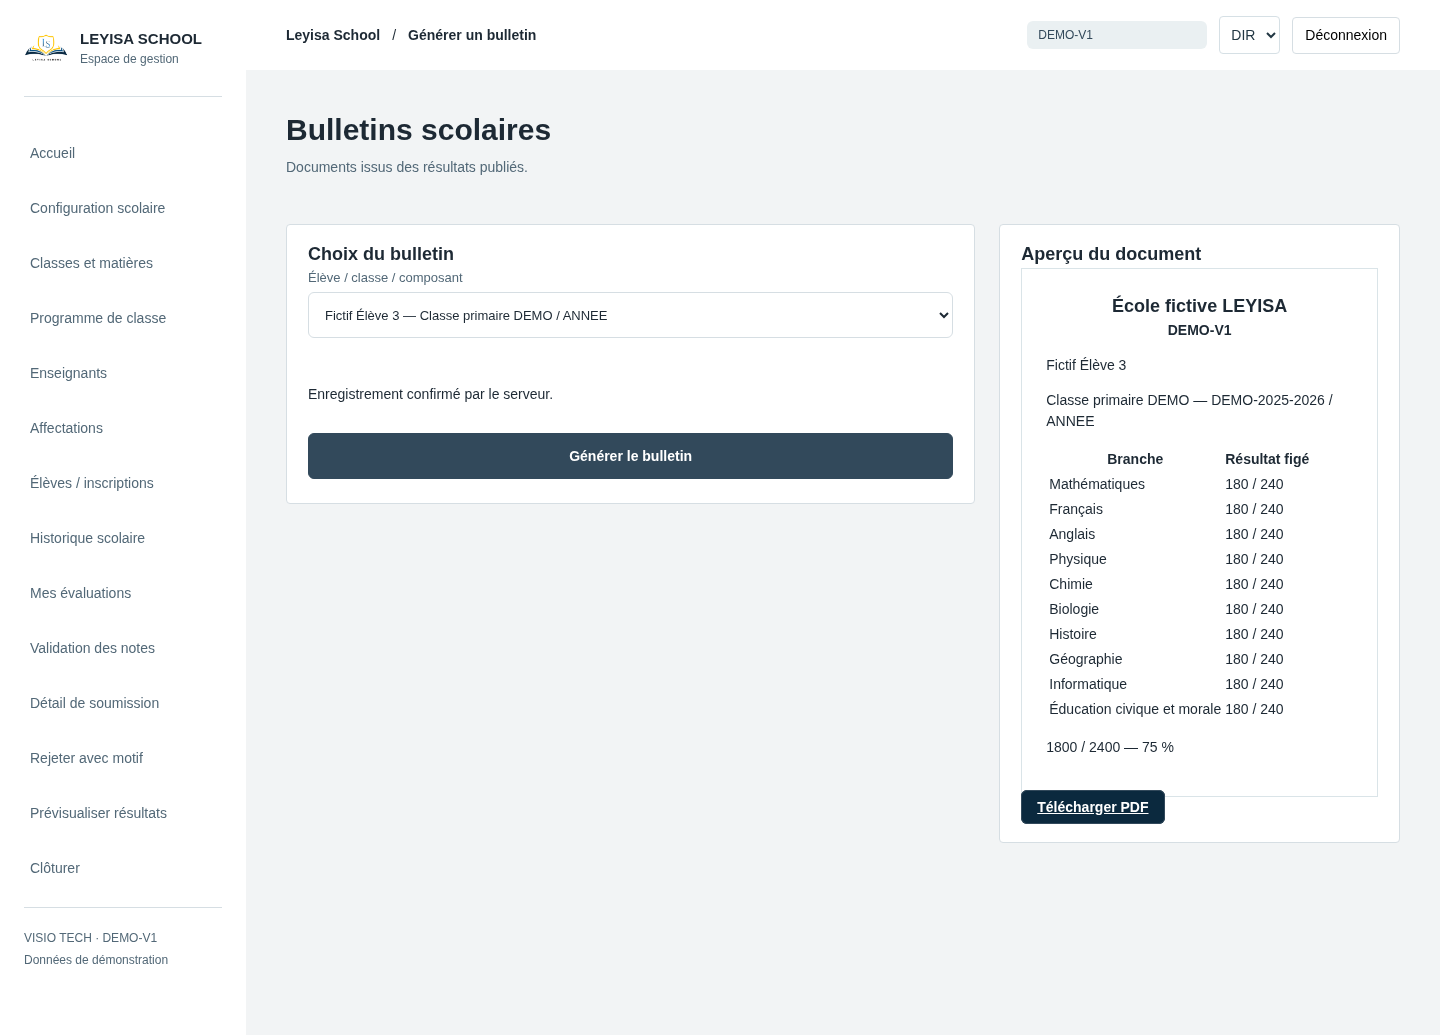 LEYISA SCHOOL
Espace de gestion
Accueil
Configuration scolaire
Classes et matières
Programme de classe
Enseignants
Affectations
Élèves / inscriptions
Historique scolaire
Mes évaluations
Validation des notes
Détail de soumission
Rejeter avec motif
Prévisualiser résultats
Clôturer
VISIO TECH · DEMO-V1
Données de démonstration
Leyisa School / Générer un bulletin
DEMO-V1
DIR
Déconnexion
Bulletins scolaires
Documents issus des résultats publiés.
Choix du bulletin
Élève / classe / composant
Fictif Élève 3 — Classe primaire DEMO / ANNEE
Enregistrement confirmé par le serveur.
Générer le bulletin
Aperçu du document
École fictive LEYISA
DEMO-V1
Fictif Élève 3
Classe primaire DEMO — DEMO-2025-2026 /
ANNEE
Branche Résultat figé
Mathématiques 180 / 240
Français 180 / 240
Anglais 180 / 240
Physique 180 / 240
Chimie 180 / 240
Biologie 180 / 240
Histoire 180 / 240
Géographie 180 / 240
Informatique 180 / 240
Éducation civique et morale 180 / 240
1800 / 2400 — 75 %
Télécharger PDF